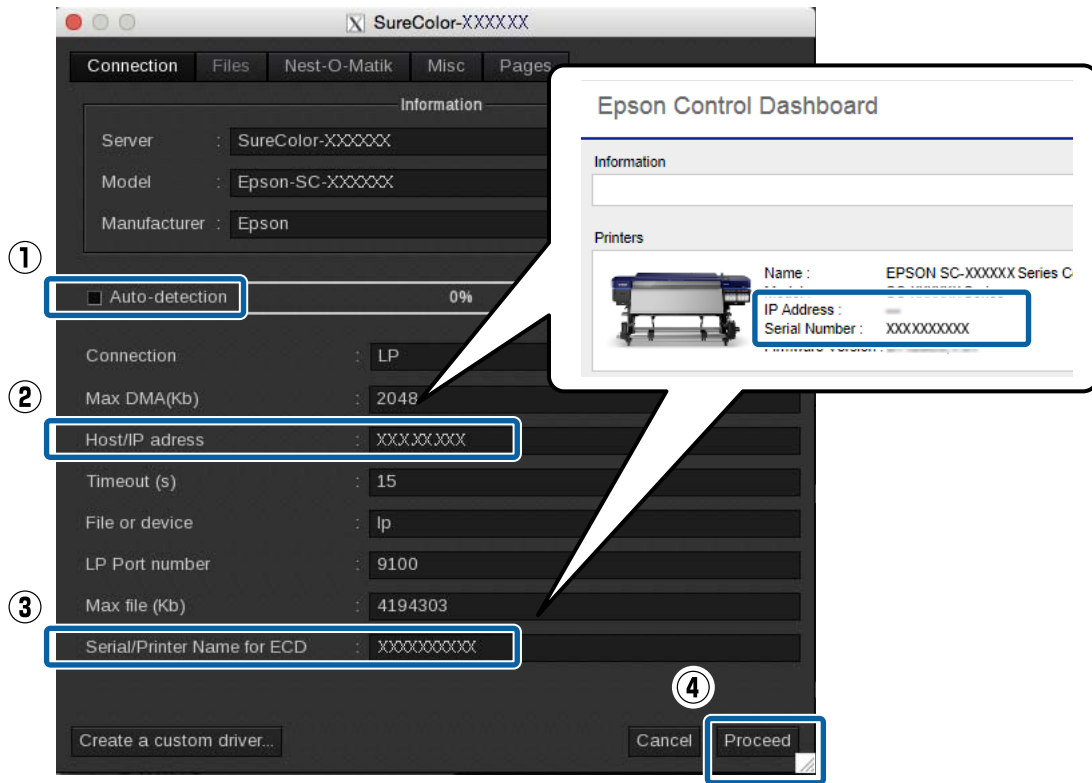 SureColor-XXXXXX
Connection Files Nest-O-Matik Misc Pages
Information
Server : SureColor-XXXXXX
Model : Epson-SC-XXXXXX
Manufacturer : Epson
①
Auto-detection 0%
Connection : LP
②
Max DMA(Kb) : 2048
Host/IP adress : XXX.XX.XXX
Timeout (s) : 15
File or device : lp
LP Port number : 9100
③
Max file (Kb) : 4194303
Serial/Printer Name for ECD : XXXXXXXXXX
④
Create a custom driver... Cancel Proceed
Epson Control Dashboard
Information
Printers
Name : EPSON SC-XXXXXX Series
IP Address :
Serial Number : XXXXXXXXXX